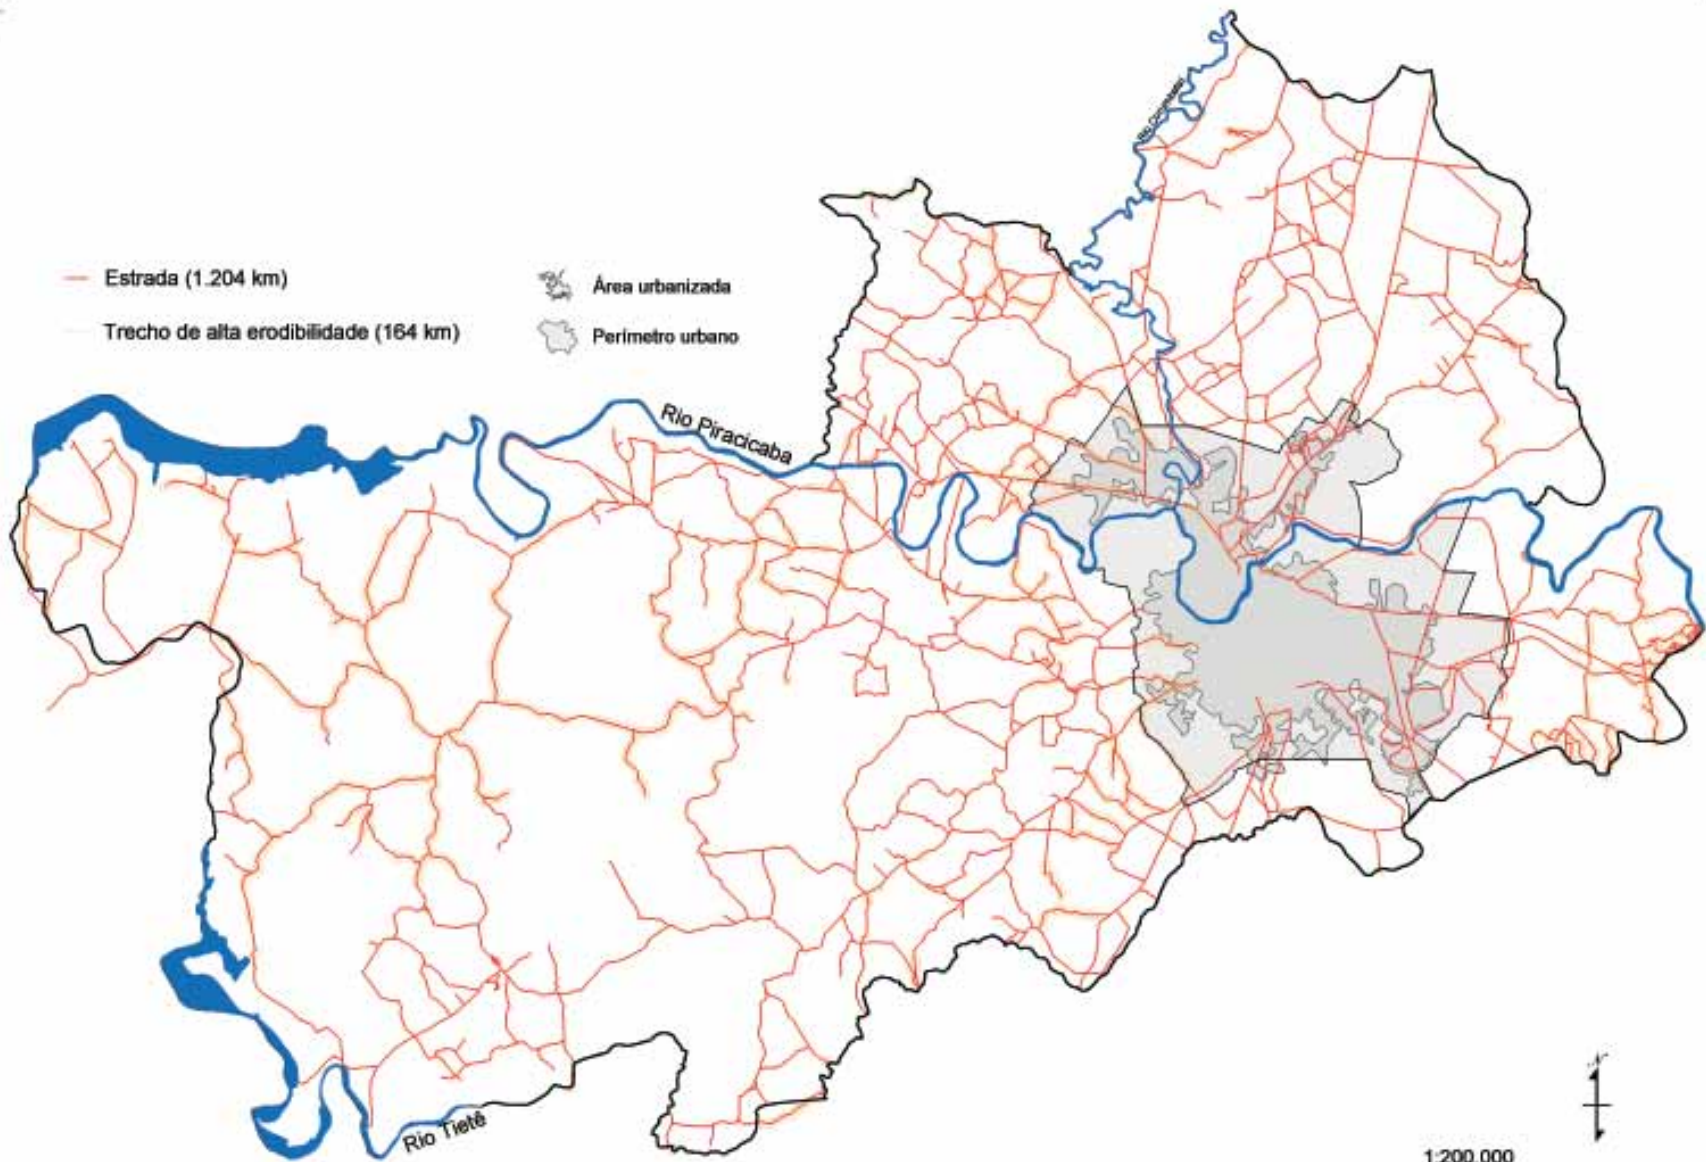 Estrada (1.204 km)
Trecho de alta erodibilidade (164 km)
Área urbanizada
Perímetro urbano
Rio Piracicaba
Rio Tietê
N
1:200.000